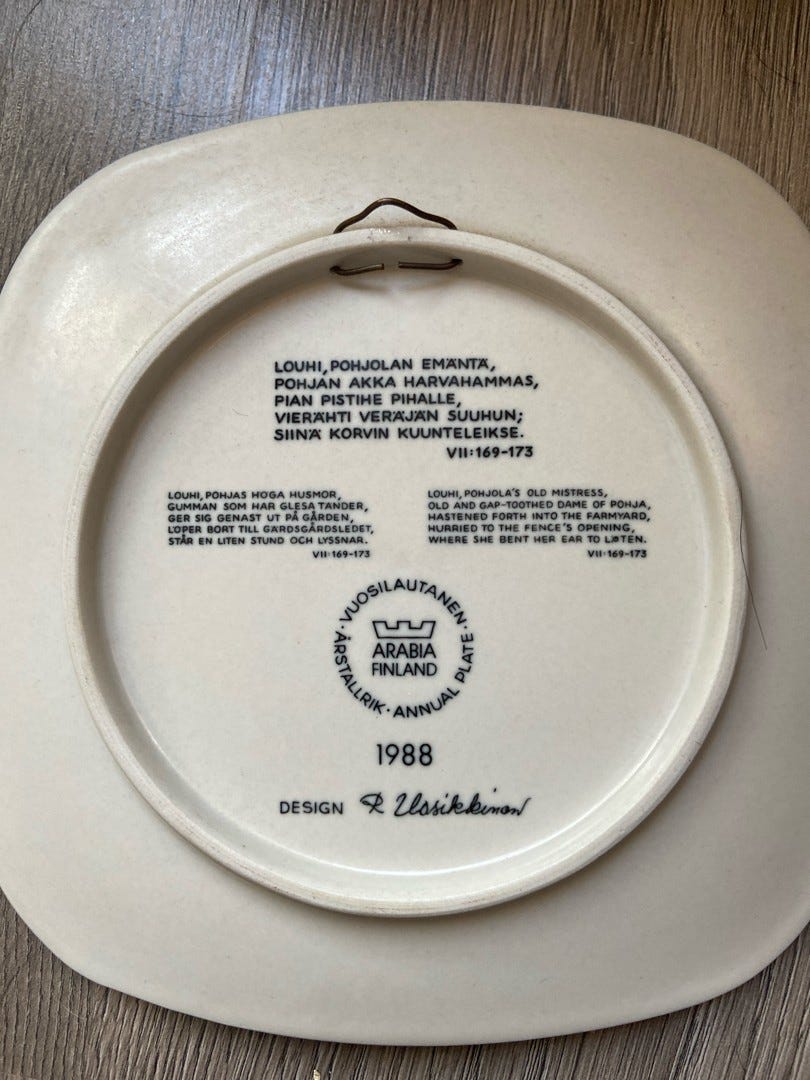 LOUHI, POHJOLAN EMÄNTÄ,
POHJAN AKKA HARVAHAMMAS,
PIAN PISTIHE PIHALLE,
VIERÄHTI VERÄJÄN SUUHUN;
SIINÄ KORVIN KUUNTELEIKSE.
VII:169-173
LOUHI, POHJAS HÖGA HUSMOR,
GUMMAN SOM HAR GLESA TÄNDER,
GER SIG GENAST UT PÅ GÅRDEN,
LÖPER BORT TILL GÄRDSGÅRDSLEDET,
STÅR EN LITEN STUND OCH LYSSNAR.
VII:169-173
LOUHI, POHJOLA'S OLD MISTRESS,
OLD AND GAP-TOOTHED DAME OF POHJA,
HASTENED FORTH INTO THE FARMYARD,
HURRIED TO THE FENCE'S OPENING,
WHERE SHE BENT HER EAR TO LISTEN.
VII:169-173
· VUOSILAUTANEN · ANNUAL PLATE · ÅRSTALLRIK
ARABIA
FINLAND
1988
DESIGN R Uosikkinen